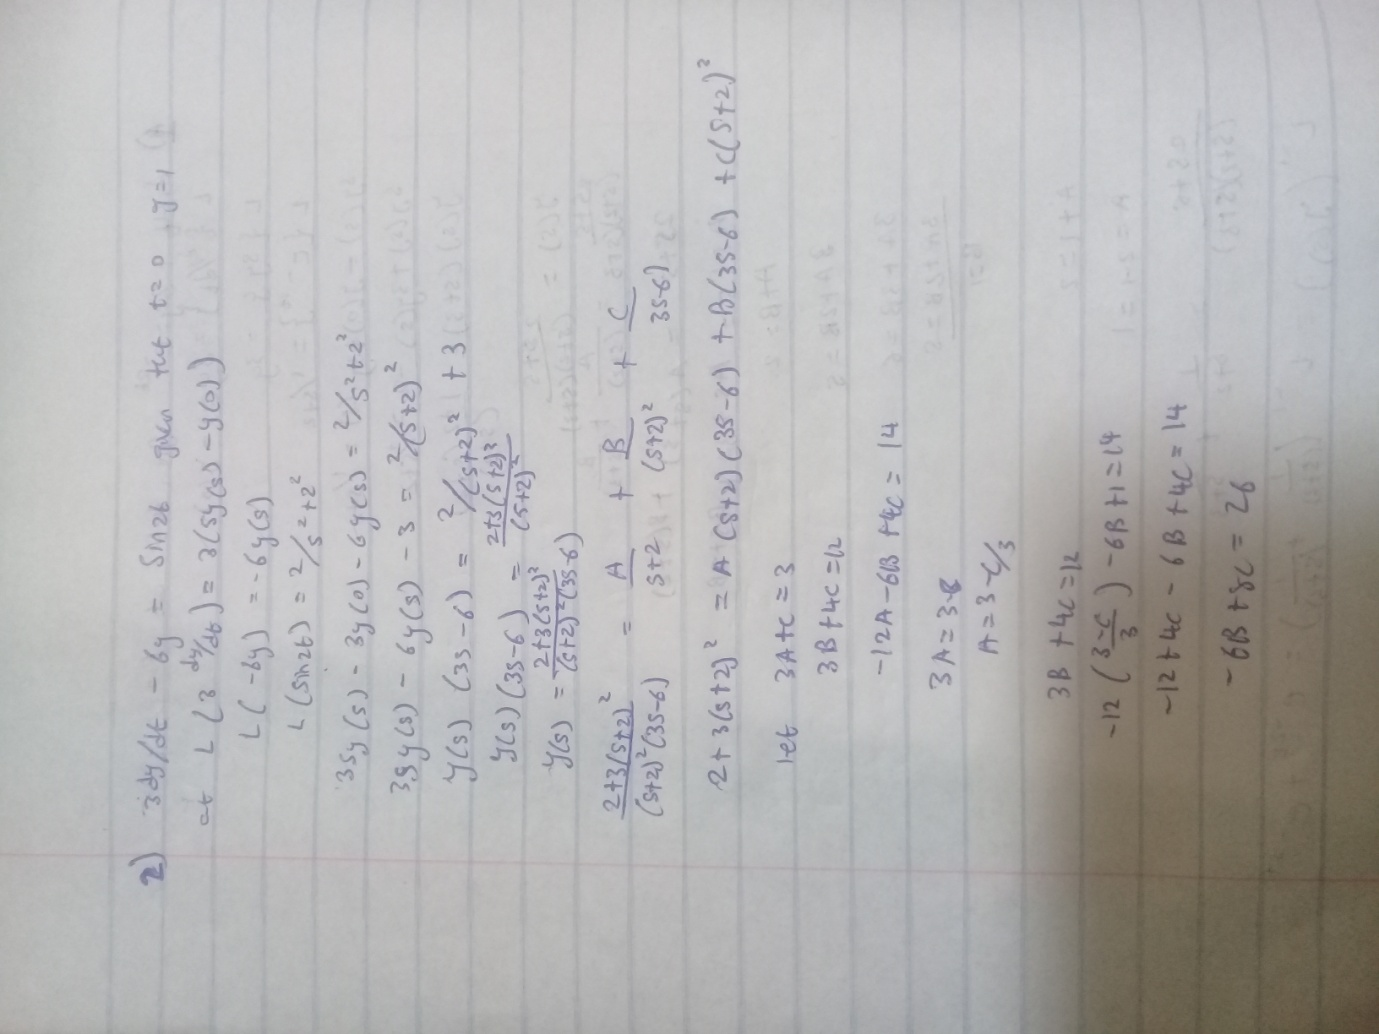 2) 3dy/dt - 6y = Sin2t given that t=0 y=1
at L(3 dy/dt) = 3(sy(s) - y(0))
L(-6y) = -6y(s)
L(sin2t) = 2/s²+2²
3sy(s) - 3y(0) - 6y(s) = 2/s²+2²
3sy(s) - 6y(s) - 3 = 2/(s+2)²
y(s) (3s-6) = 2/(s+2)² + 3
y(s)(3s-6) = 2+3(s+2)²/(s+2)²
y(s) = 2+3(s+2)²/(s+2)²(3s-6)
2+3(s+2)²/(s+2)²(3s-6) = A/s+2 + B/(s+2)² + C/3s-6)
2+3(s+2)² = A(s+2)(3s-6) + B(3s-6) + C(s+2)²
let 3A+C=3
3B+4C=12
-12A-6B+4C=14
3A=3-C
A=3-C/3
3B+4C=12
-12(3-C/3)-6B+1=14
-12+4C-6B+4C=14
-6B+8C=26